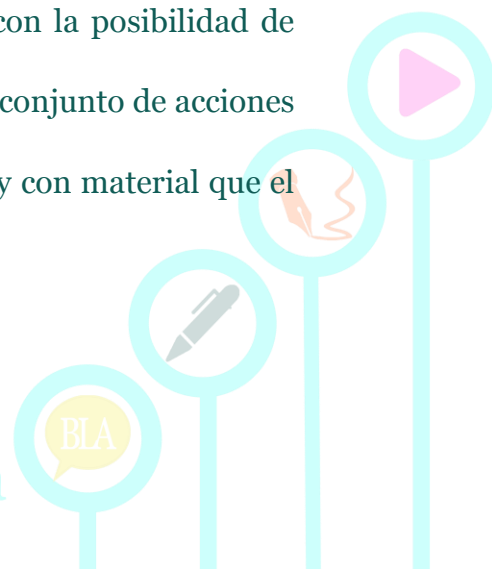 con la posibilidad de
conjunto de acciones
y con material que el
BLA